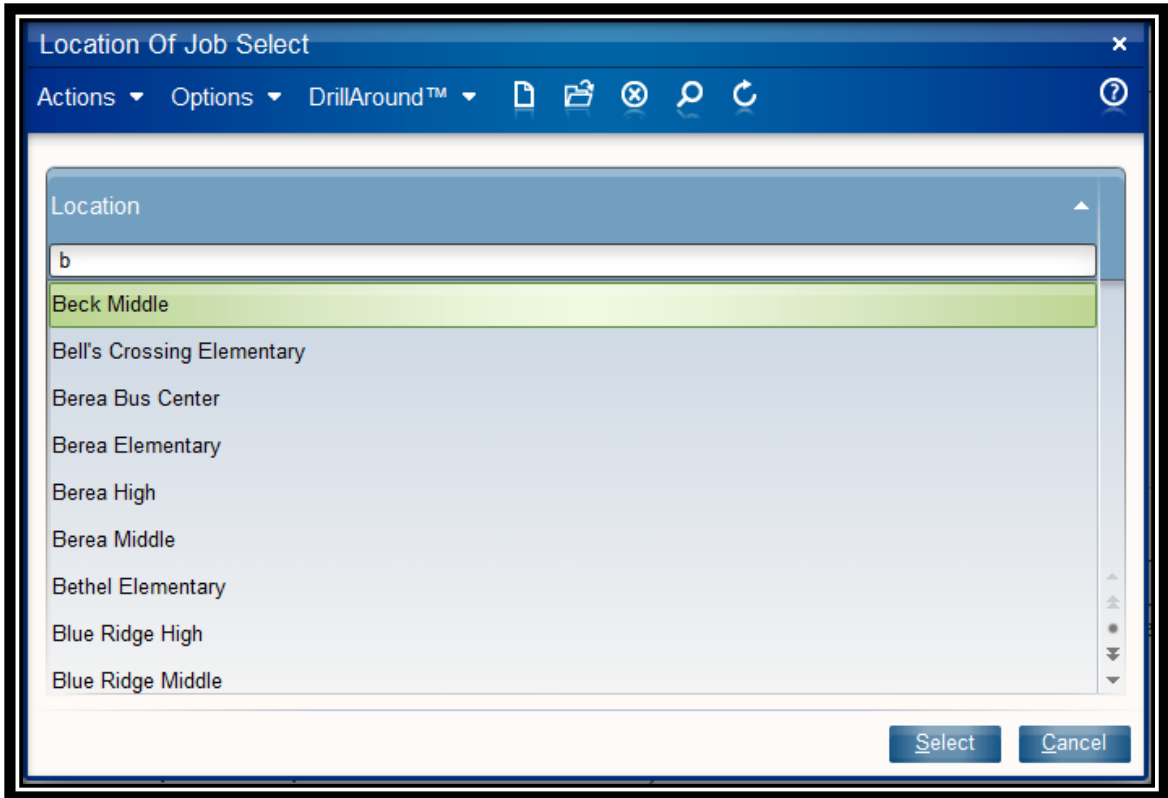 Location Of Job Select
Actions Options DrillAround™
Location
b
Beck Middle
Bell's Crossing Elementary
Berea Bus Center
Berea Elementary
Berea High
Berea Middle
Bethel Elementary
Blue Ridge High
Blue Ridge Middle
Select Cancel